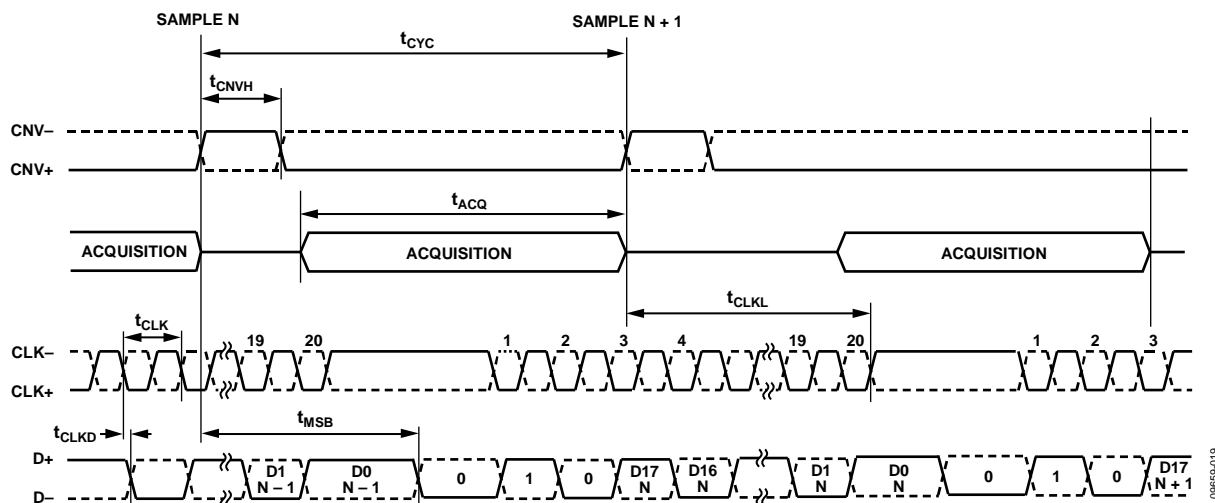 SAMPLE N SAMPLE N + 1
tCYC
tCNVH
CNV–
CNV+
tACQ
ACQUISITION ACQUISITION ACQUISITION
tCLKL
tCLK
19 20 1 2 3 4 19 20 1 2 3
CLK–
CLK+
tMSB
tCLKD
D+
D1 N – 1 D0 N – 1 0 1 0 D17 N D16 N D1 N D0 N 0 1 0 D17 N + 1
D–
09659-019